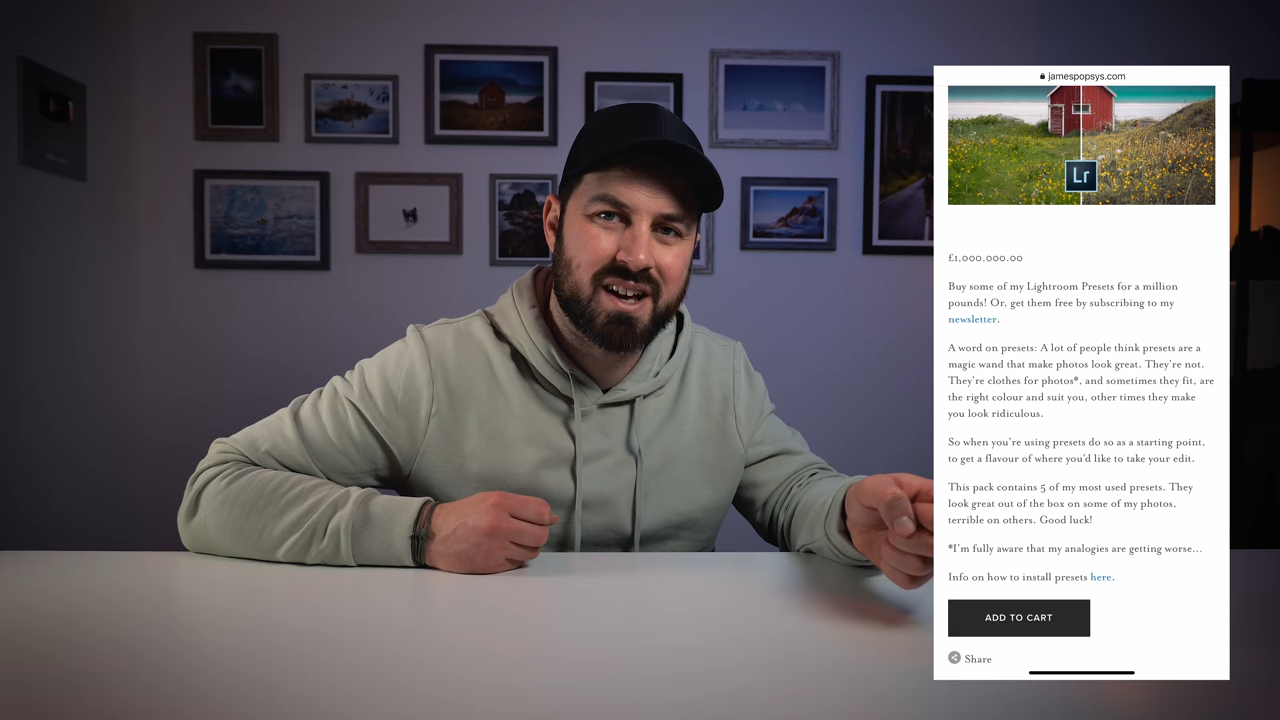 jamespopsys.com
Lr
£1,000,000.00
Buy some of my Lightroom Presets for a million
pounds! Or, get them free by subscribing to my
newsletter.
A word on presets: A lot of people think presets are a
magic wand that make photos look great. They're not.
They're clothes for photos*, and sometimes they fit, are
the right colour and suit you, other times they make
you look ridiculous.
So when you're using presets do so as a starting point,
to get a flavour of where you'd like to take your edit.
This pack contains 5 of my most used presets. They
look great out of the box on some of my photos,
terrible on others. Good luck!
*I'm fully aware that my analogies are getting worse...
Info on how to install presets here.
ADD TO CART
Share